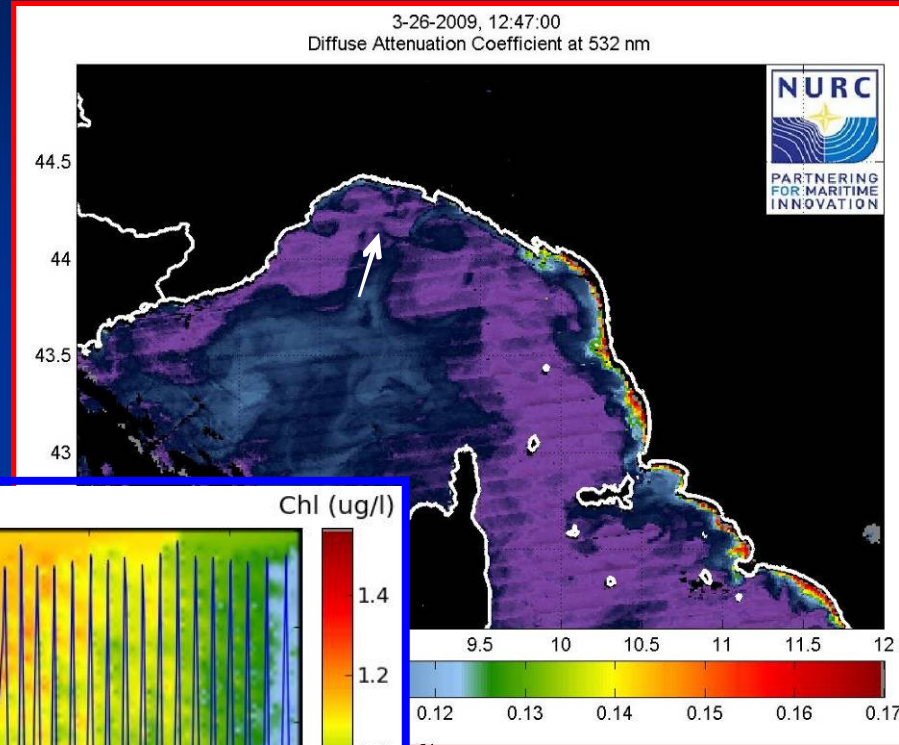 3-26-2009, 12:47:00
Diffuse Attenuation Coefficient at 532 nm
NURC
PARTNERING
FOR MARITIME
INNOVATION
44.5
44
43.5
43
9.5 10 10.5 11 11.5 12
0.12 0.13 0.14 0.15 0.16 0.17
Chl (ug/l)
1.4
1.2